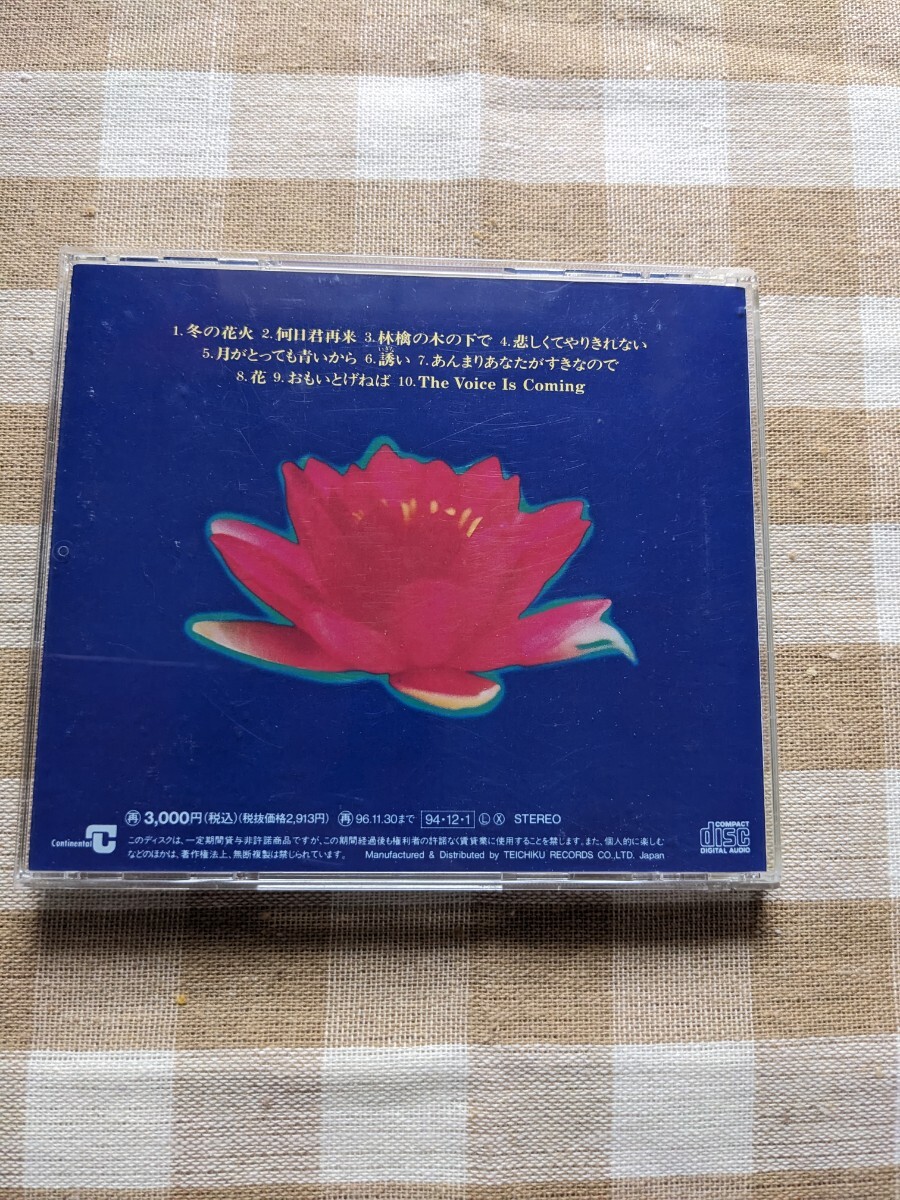 1.冬の花火 2.何日君再来 3.林檎の木の下で 4.悲しくてやりきれない
5.月がとっても青いから 6.誘い 7.あんまりあなたがすきなので
8.花 9.おもいとげねば 10.The Voice Is Coming
再 3,000円(税込)(税抜価格2,913円) 再 96.11.30まで 94・12・1 Ⓛ Ⓧ STEREO
Continental
このディスクは、一定期間貸与非許諾商品ですが、この期間経過後も権利者の許諾なく賃貸業に使用することを禁じます。また、個人的に楽しむ
などのほかは、著作権法上、無断複製は禁じられています。 Manufactured & Distributed by TEICHIKU RECORDS CO.,LTD. Japan
COMPACT
disc
DIGITAL AUDIO